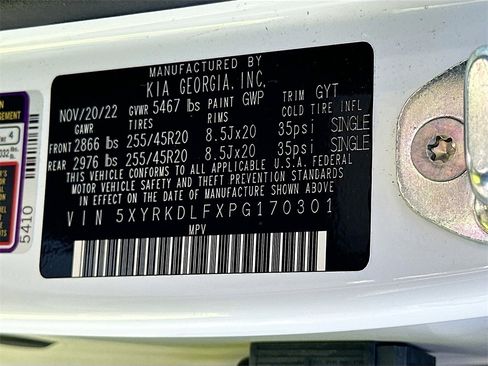 MANUFACTURED BY
KIA GEORGIA, INC.
NOV/20/22 GVWR 5467 lbs PAINT GWP TRIM GYT
GAWR TIRES RIMS COLD TIRE INFL
FRONT 2866 lbs 255/45R20 8.5Jx20 35psi SINGLE
REAR 2976 lbs 255/45R20 8.5Jx20 35psi SINGLE
THIS VEHICLE CONFORMS TO ALL APPLICABLE U.S.A. FEDERAL
MOTOR VEHICLE SAFETY AND THEFT PREVENTION STANDARDS
IN EFFECT ON THE DATE OF MANUFACTURE SHOWN ABOVE.
VIN 5XYRKDLFXPG170301
MPV
5410
4